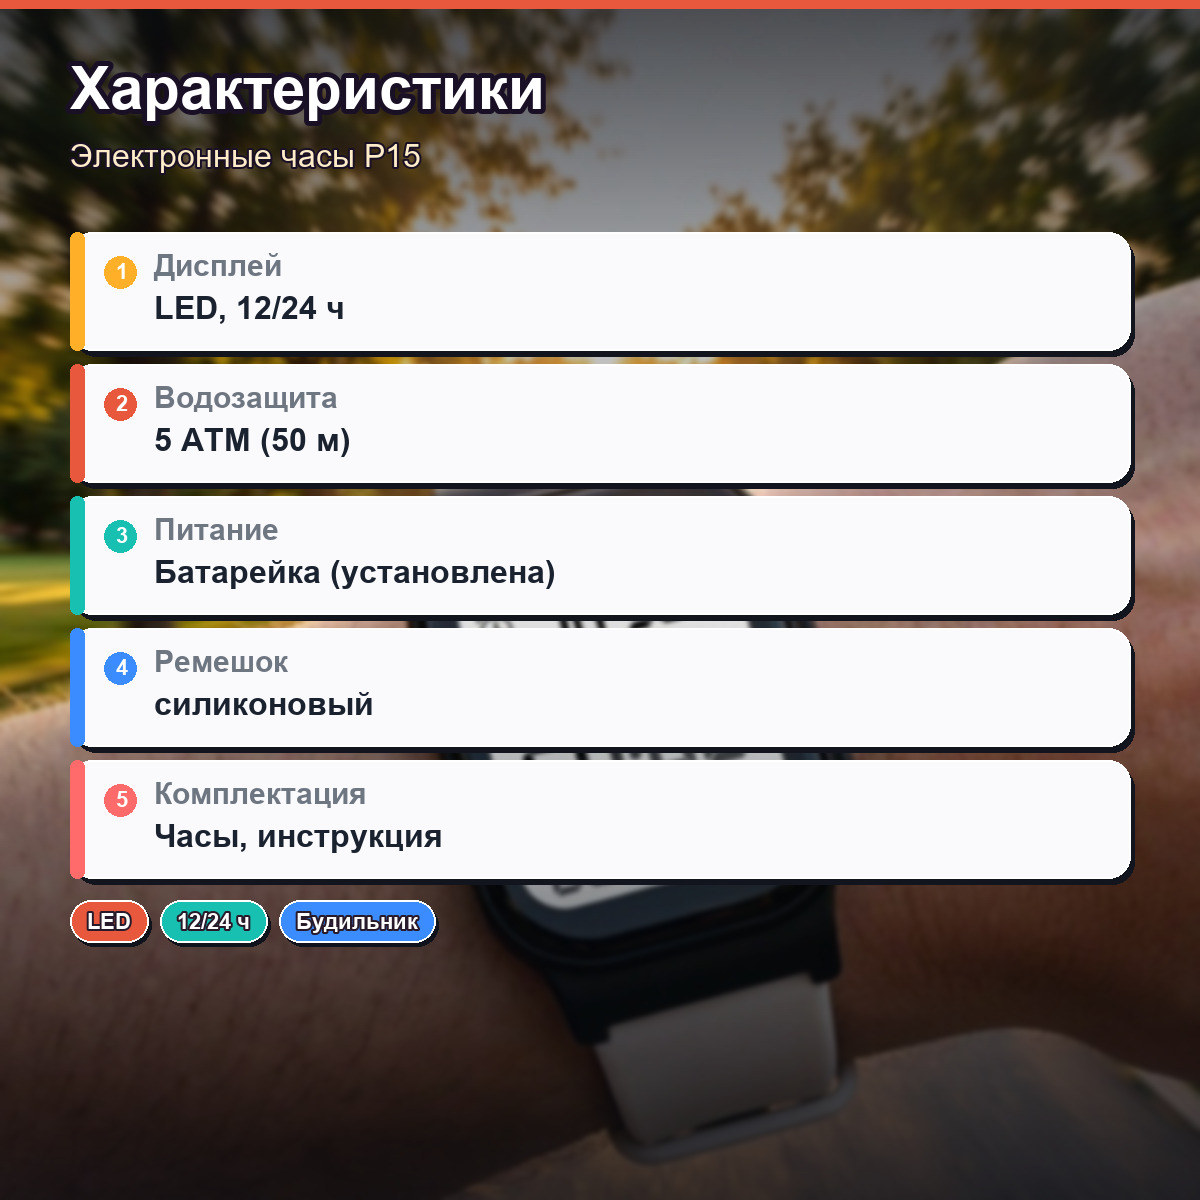 Характеристики
Электронные часы P15
1 Дисплей
LED, 12/24 ч
2 Водозащита
5 ATM (50 м)
3 Питание
Батарейка (установлена)
4 Ремешок
силиконовый
5 Комплектация
Часы, инструкция
LED 12/24 ч Будильник